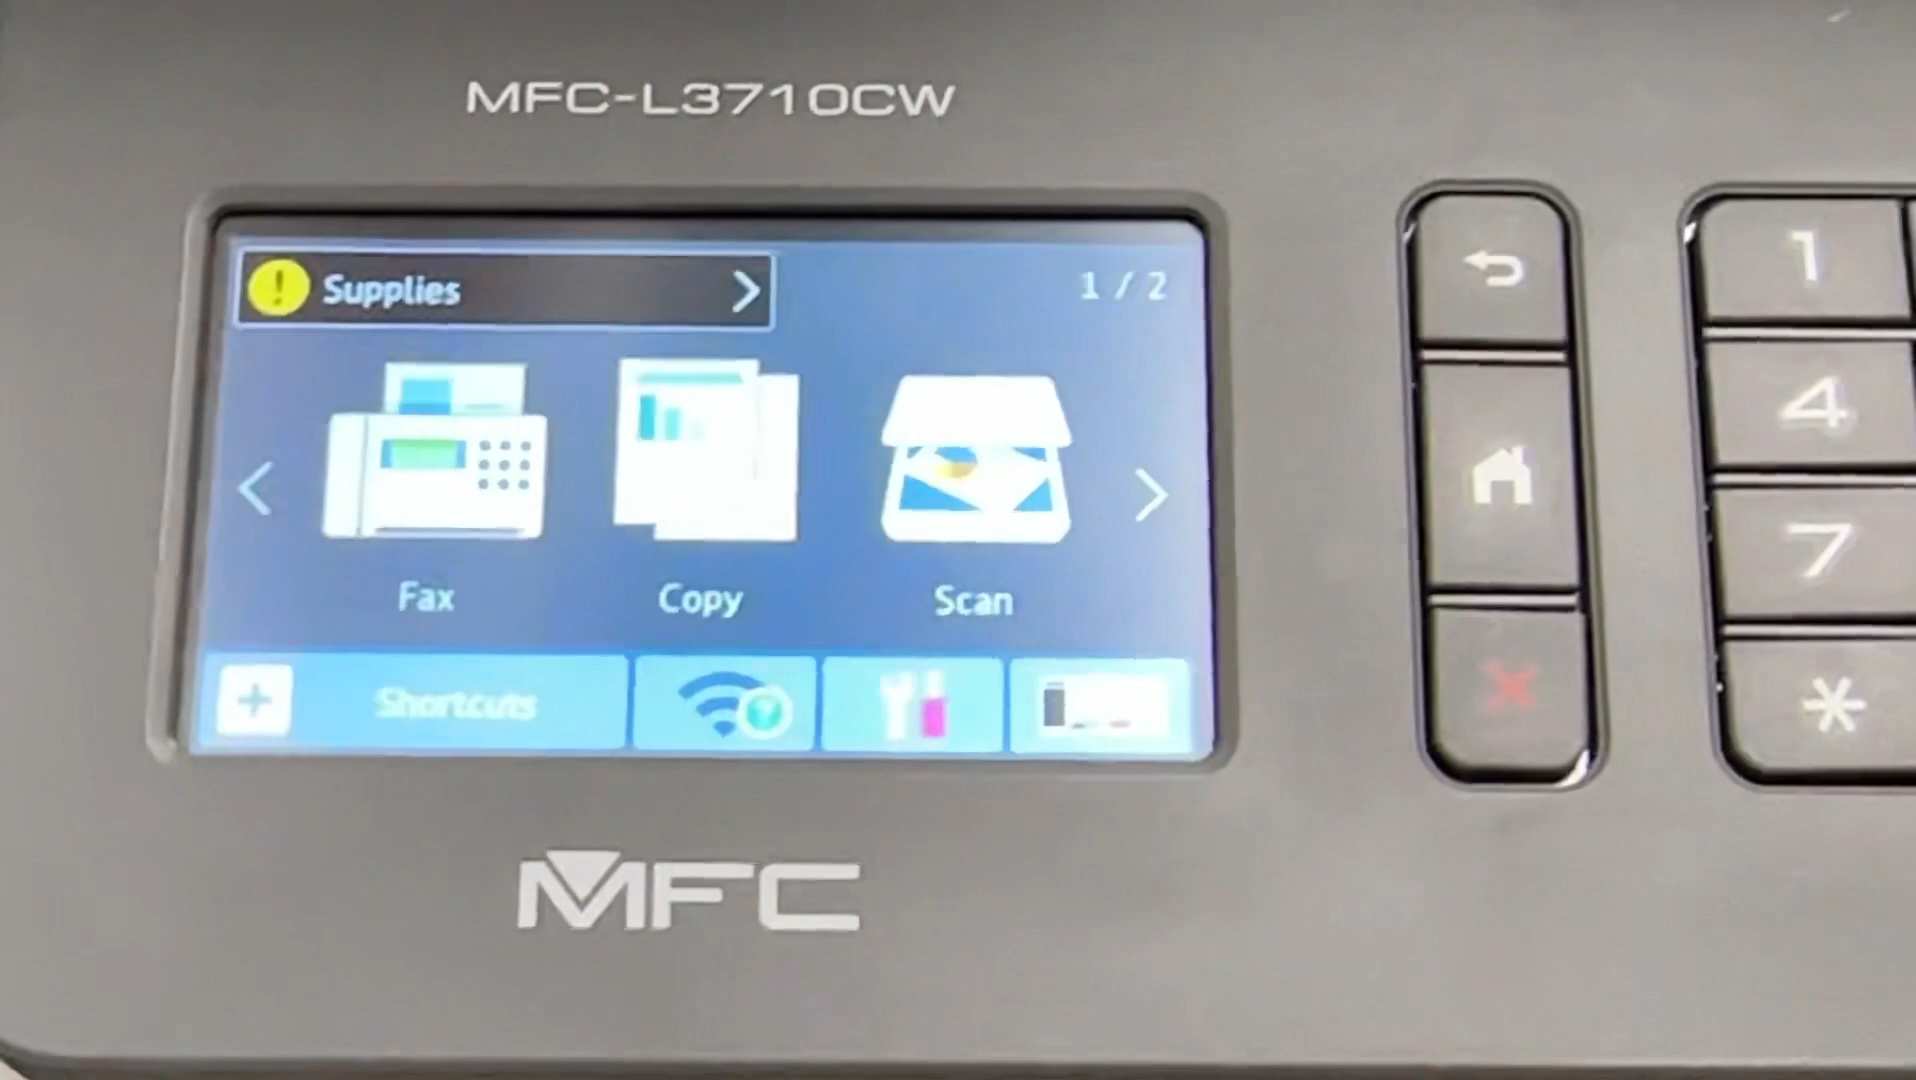 MFC-L3710CW
! Supplies
1 / 2
Fax
Copy
Scan
Shortcuts
MFC
1
4
7
*